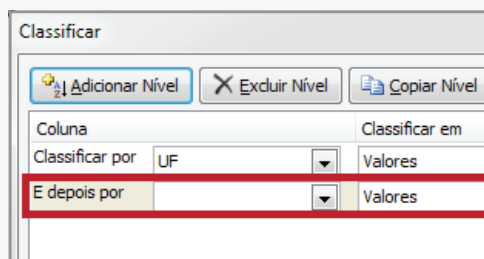 Classificar
Adicionar Nível Excluir Nível Copiar Nível
Coluna Classificar em
Classificar por UF Valores
E depois por Valores